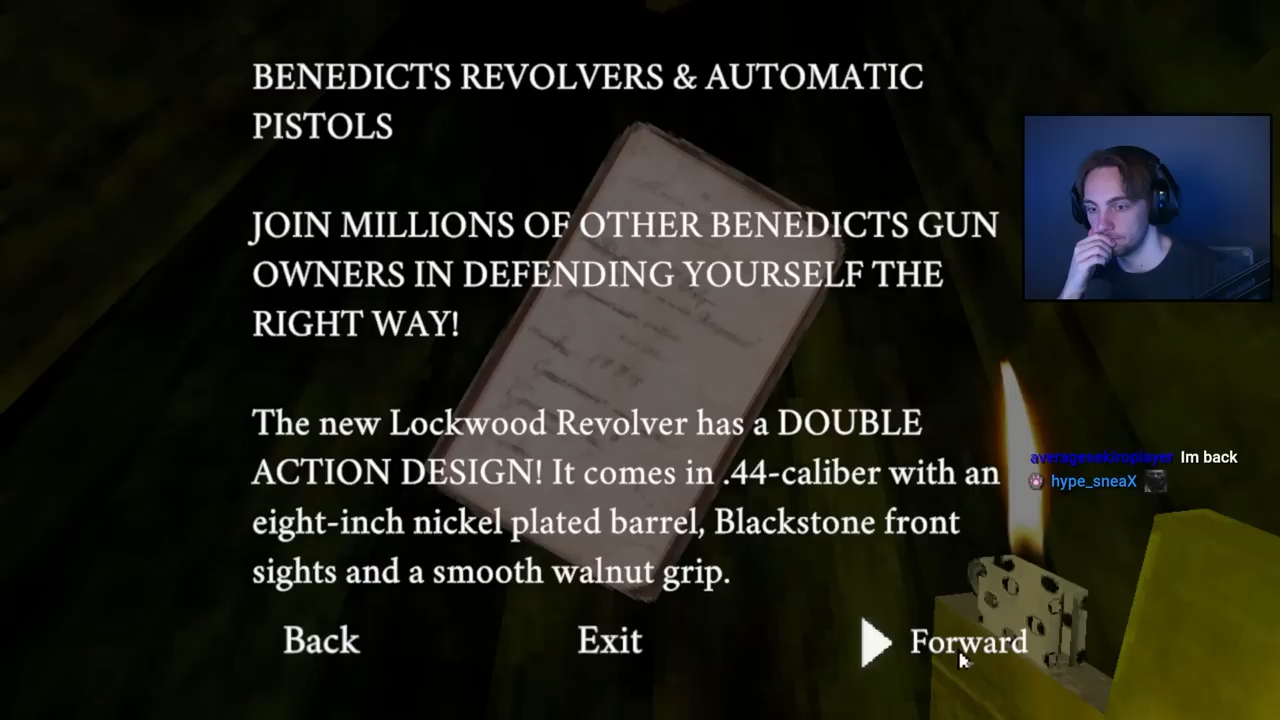 BENEDICTS REVOLVERS & AUTOMATIC
PISTOLS
JOIN MILLIONS OF OTHER BENEDICTS GUN
OWNERS IN DEFENDING YOURSELF THE
RIGHT WAY!
The new Lockwood Revolver has a DOUBLE
ACTION DESIGN! It comes in .44-caliber with an
eight-inch nickel plated barrel, Blackstone front
sights and a smooth walnut grip.
Back Exit Forward
averagesekiroplayer Im back
hype_sneaX